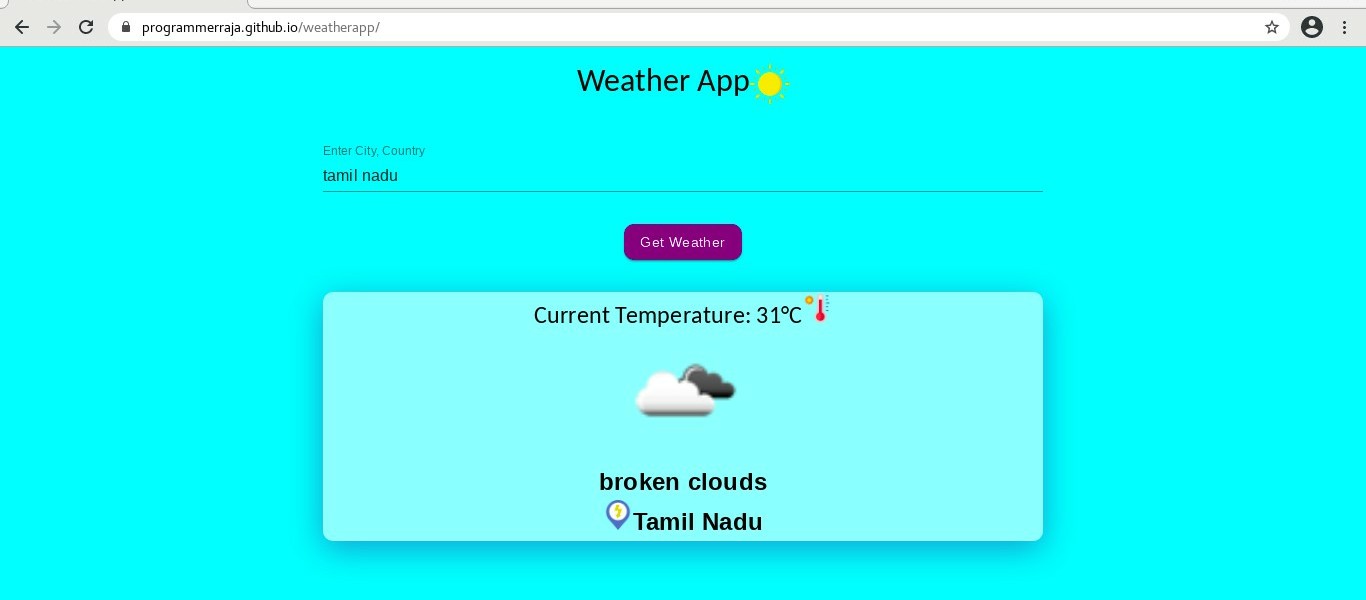 programmerraja.github.io/weatherapp/
Weather App
Enter City, Country
tamil nadu
Get Weather
Current Temperature: 31°C
broken clouds
Tamil Nadu